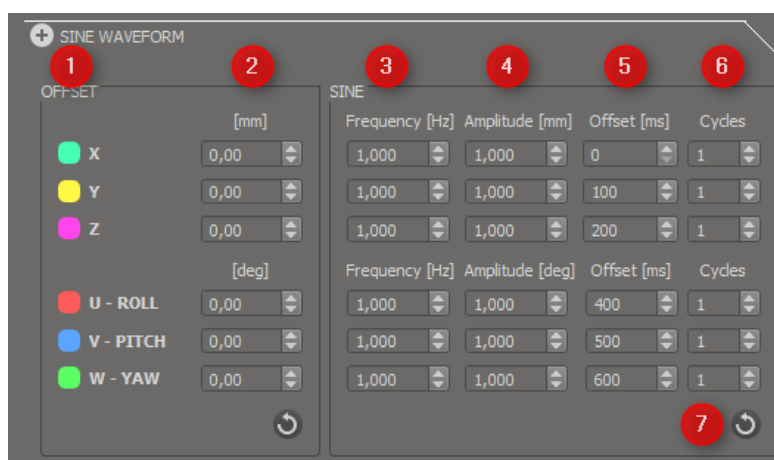 SINE WAVEFORM
1 2 3 4 5 6
OFFSET SINE
[mm] Frequency [Hz] Amplitude [mm] Offset [ms] Cycles
X 0,00 1,000 1,000 0 1
Y 0,00 1,000 1,000 100 1
Z 0,00 1,000 1,000 200 1
[deg] Frequency [Hz] Amplitude [deg] Offset [ms] Cycles
U - ROLL 0,00 1,000 1,000 400 1
V - PITCH 0,00 1,000 1,000 500 1
W - YAW 0,00 1,000 1,000 600 1
7